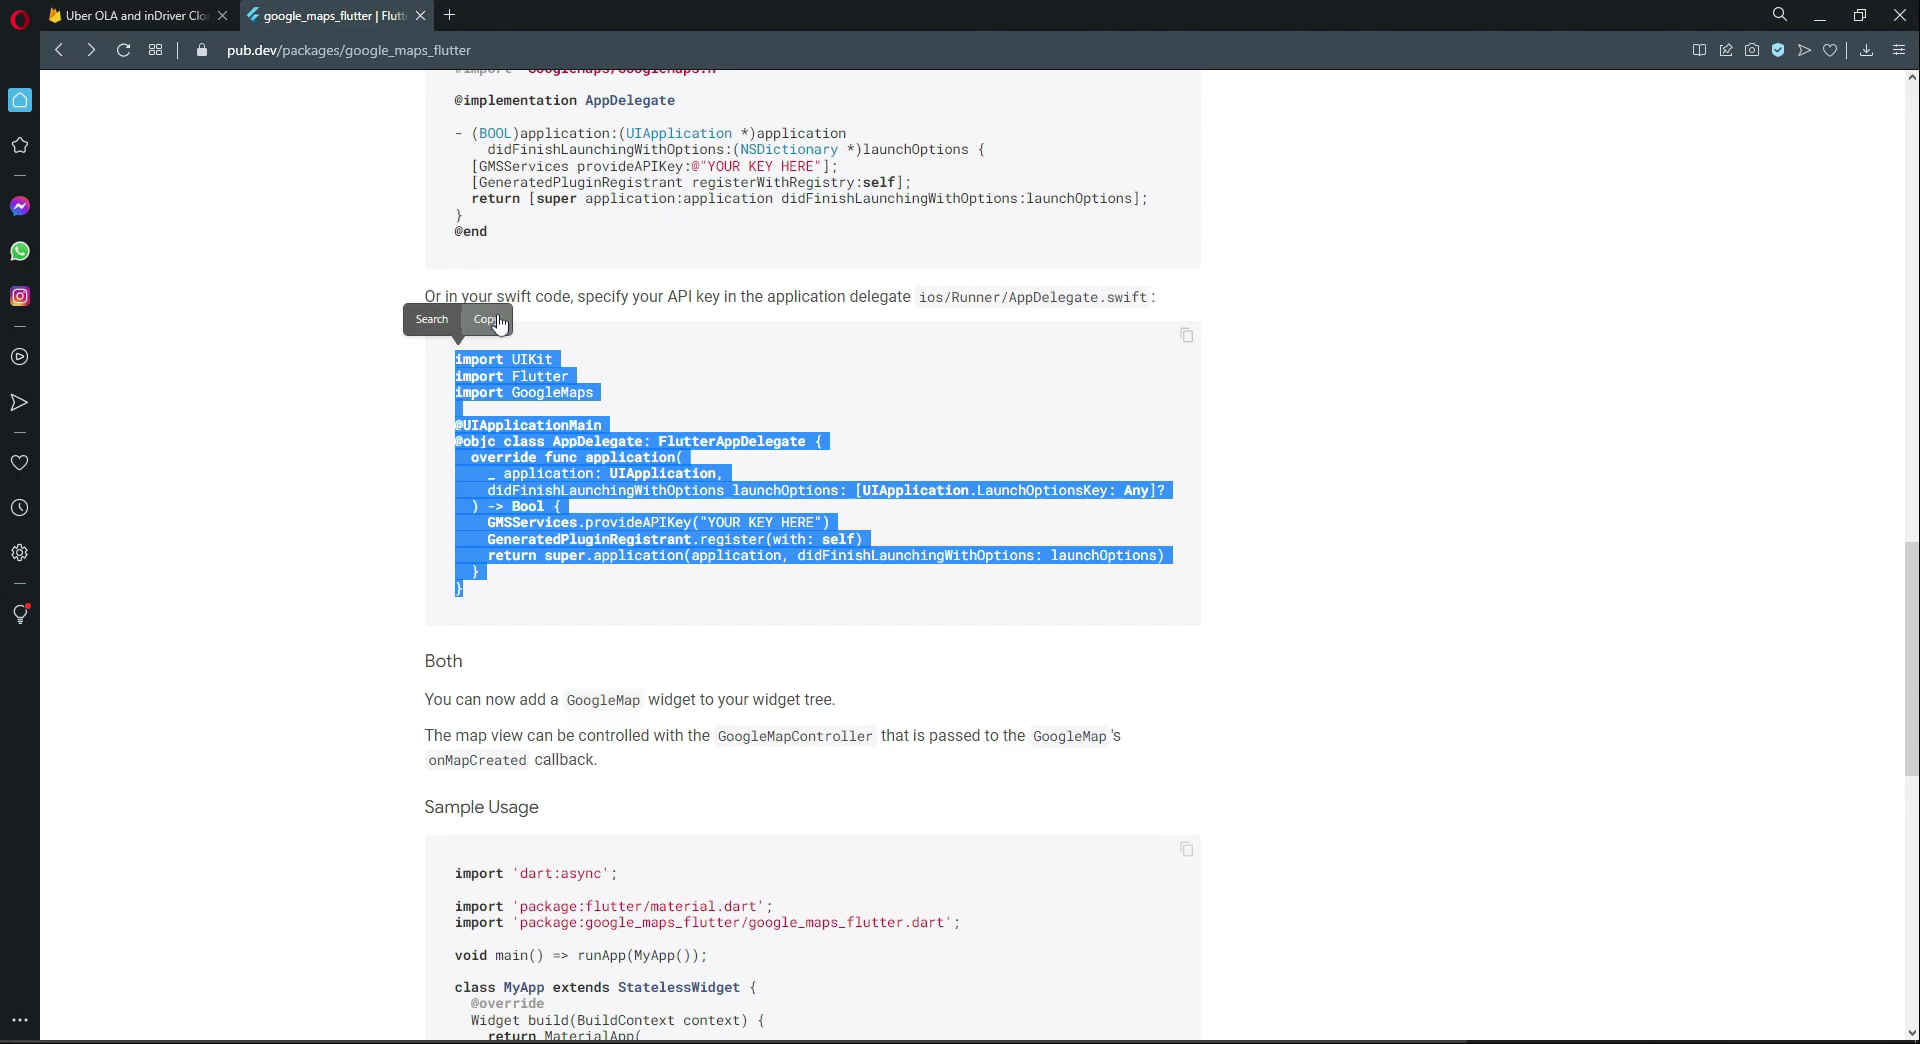 Uber OLA and inDriver Clo
google_maps_flutter | Flutt
pub.dev/packages/google_maps_flutter
#import "GoogleMaps/GoogleMaps.h"
@implementation AppDelegate
- (BOOL)application:(UIApplication *)application
didFinishLaunchingWithOptions:(NSDictionary *)launchOptions {
[GMSServices provideAPIKey:@"YOUR KEY HERE"];
[GeneratedPluginRegistrant registerWithRegistry:self];
return [super application:application didFinishLaunchingWithOptions:launchOptions];
}
@end
Or in your swift code, specify your API key in the application delegate ios/Runner/AppDelegate.swift:
Search Copy
import UIKit
import Flutter
import GoogleMaps
@UIApplicationMain
@objc class AppDelegate: FlutterAppDelegate {
override func application(
_ application: UIApplication,
didFinishLaunchingWithOptions launchOptions: [UIApplication.LaunchOptionsKey: Any]?
) -> Bool {
GMSServices.provideAPIKey("YOUR KEY HERE")
GeneratedPluginRegistrant.register(with: self)
return super.application(application, didFinishLaunchingWithOptions: launchOptions)
}
}
Both
You can now add a GoogleMap widget to your widget tree.
The map view can be controlled with the GoogleMapController that is passed to the GoogleMap's
onMapCreated callback.
Sample Usage
import 'dart:async';
import 'package:flutter/material.dart';
import 'package:google_maps_flutter/google_maps_flutter.dart';
void main() => runApp(MyApp());
class MyApp extends StatelessWidget {
@override
Widget build(BuildContext context) {
return MaterialApp(